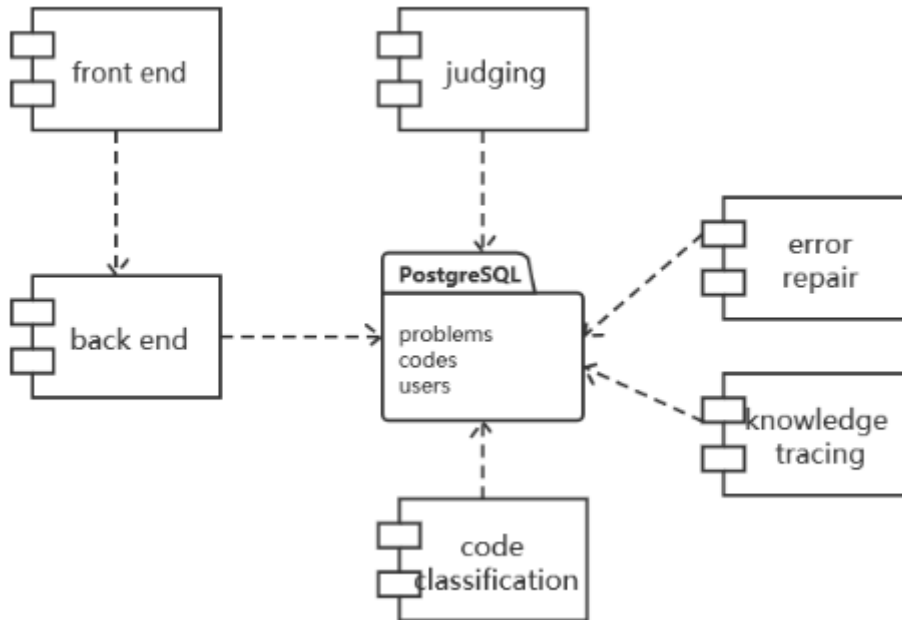 front end
judging
error
repair
PostgreSQL
problems
codes
users
back end
knowledge
tracing
code
classification